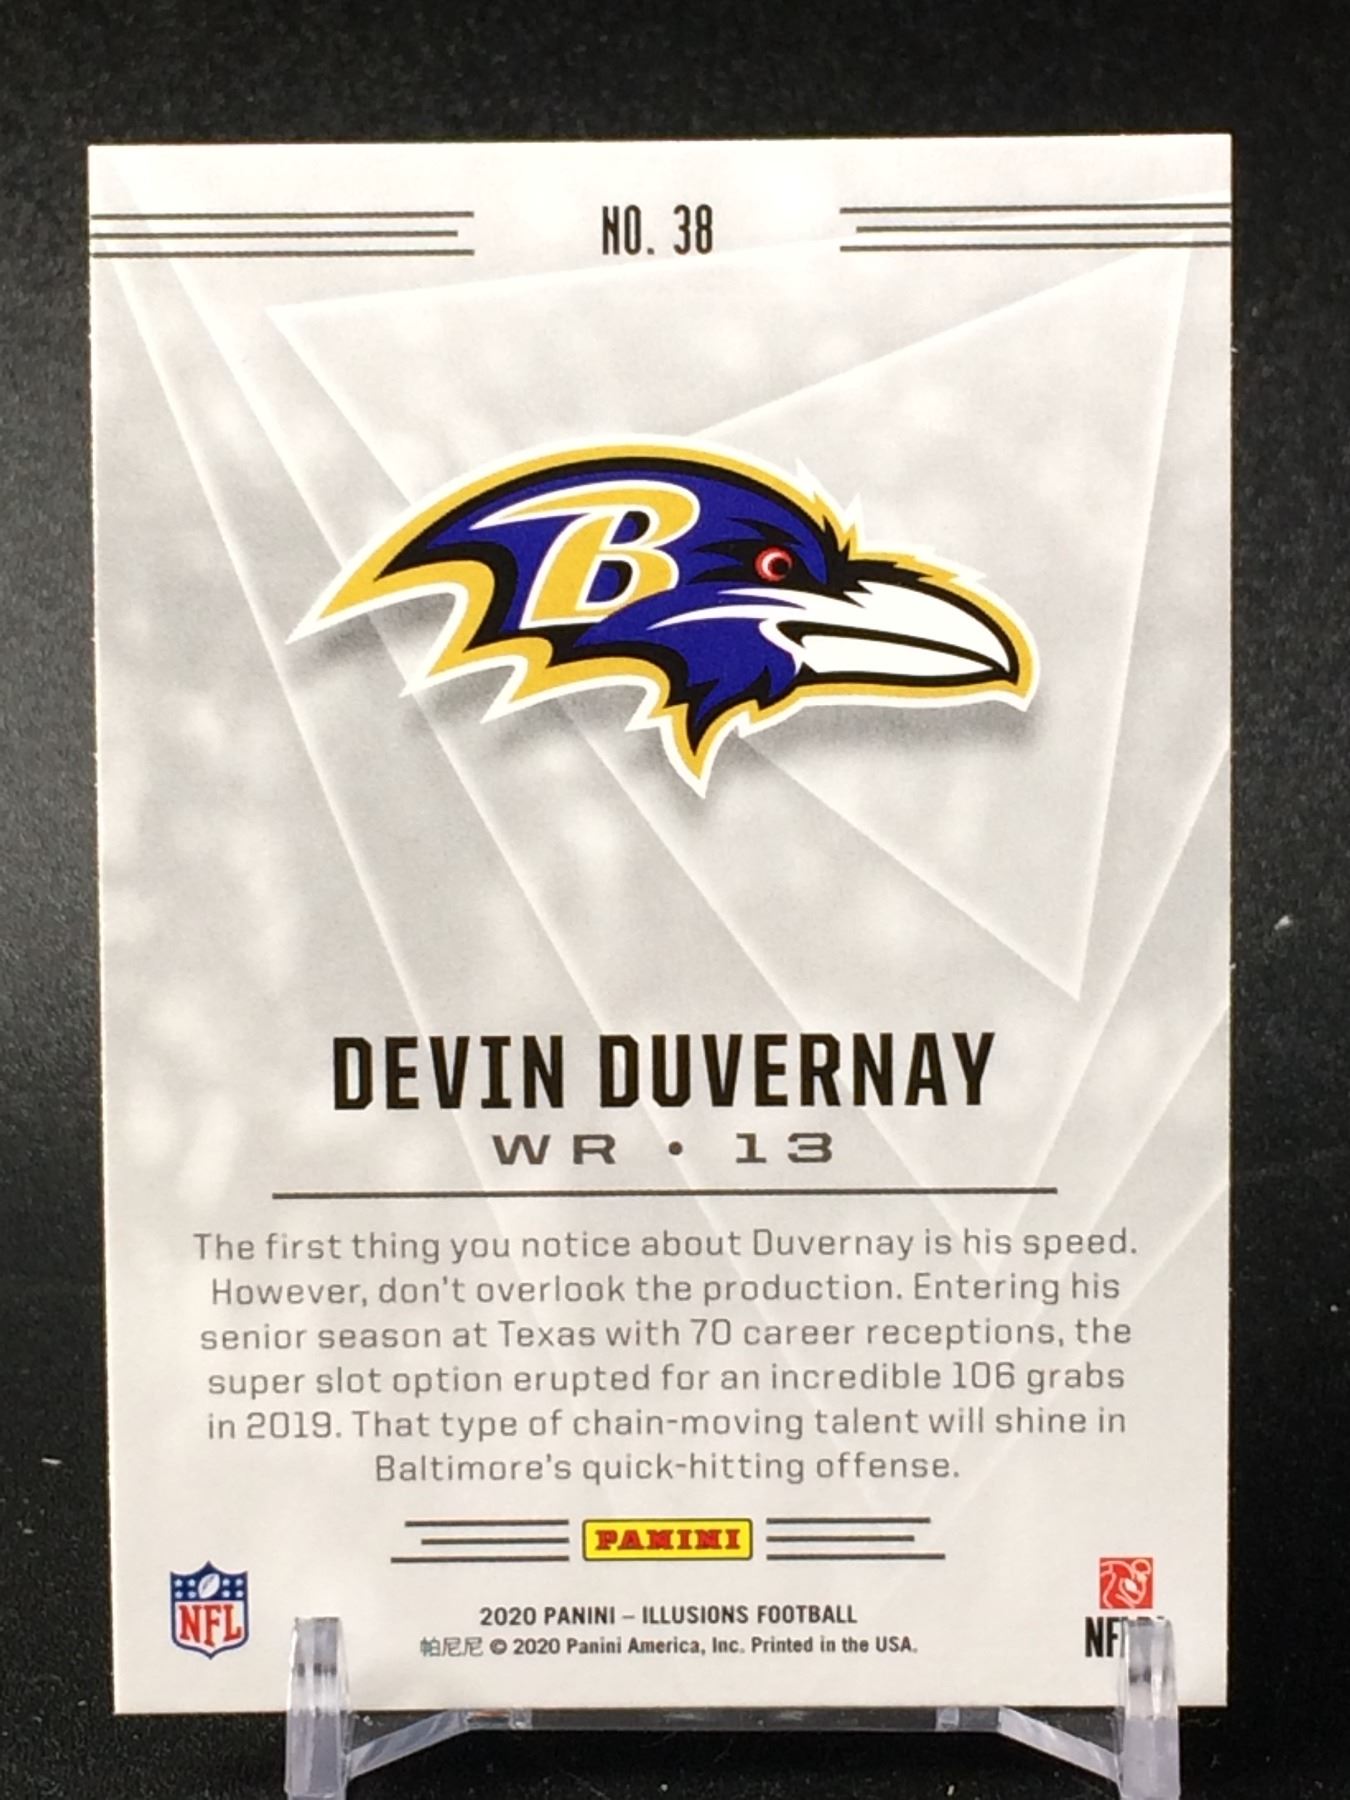 NO. 38
B
DEVIN DUVERNAY
WR • 13
The first thing you notice about Duvernay is his speed.
However, don't overlook the production. Entering his
senior season at Texas with 70 career receptions, the
super slot option erupted for an incredible 106 grabs
in 2019. That type of chain-moving talent will shine in
Baltimore's quick-hitting offense.
PANINI
NFL
2020 PANINI – ILLUSIONS FOOTBALL
帕尼尼 © 2020 Panini America, Inc. Printed in the USA.